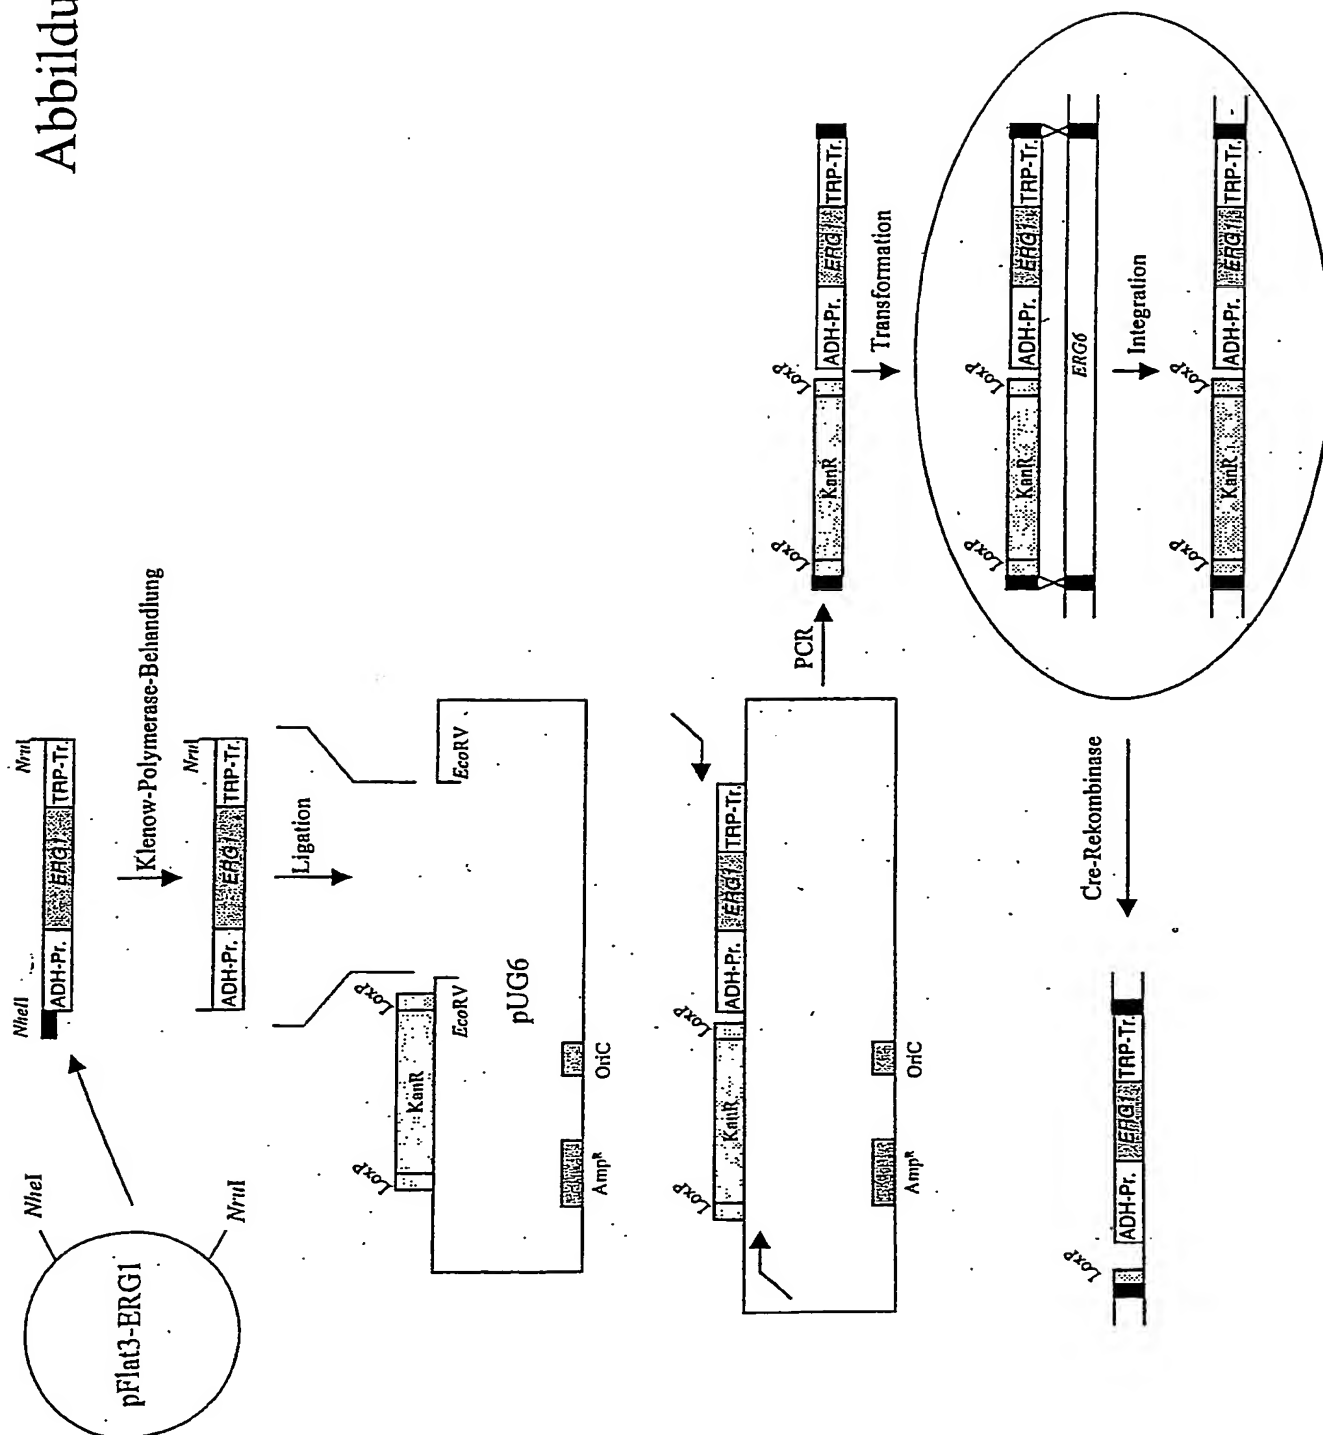 Abbildu
pFlat3-ERG1
NheI
NruI
NheII
NruI
ADH-Pr. ERG1 TRP-Tr.
Klenow-Polymerase-Behandlung
NruI
ADH-Pr. ERG1 TRP-Tr.
Ligation
LoxP LoxP
KanR
EcoRV EcoRV
pUG6
AmpR OriC
LoxP LoxP
KanR ADH-Pr. ERG1 TRP-Tr.
AmpR OriC
PCR
LoxP LoxP
KanR ADH-Pr. ERG1 TRP-Tr.
Transformation
LoxP LoxP
KanR ADH-Pr. ERG1 TRP-Tr.
ERG6
Integration
LoxP LoxP
KanR ADH-Pr. ERG1 TRP-Tr.
Cre-Rekombinase
LoxP
ADH-Pr. ERG1 TRP-Tr.